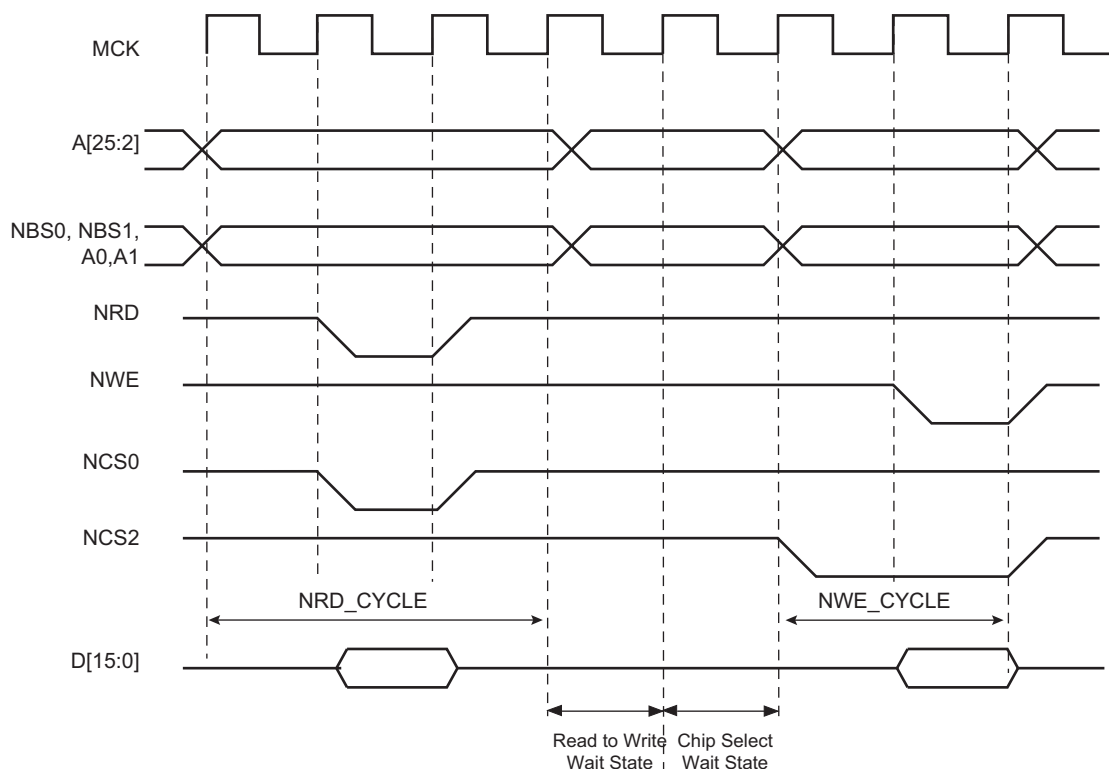 MCK
A[25:2]
NBS0, NBS1,
A0,A1
NRD
NWE
NCS0
NCS2
NRD_CYCLE
NWE_CYCLE
D[15:0]
Read to Write
Wait State
Chip Select
Wait State